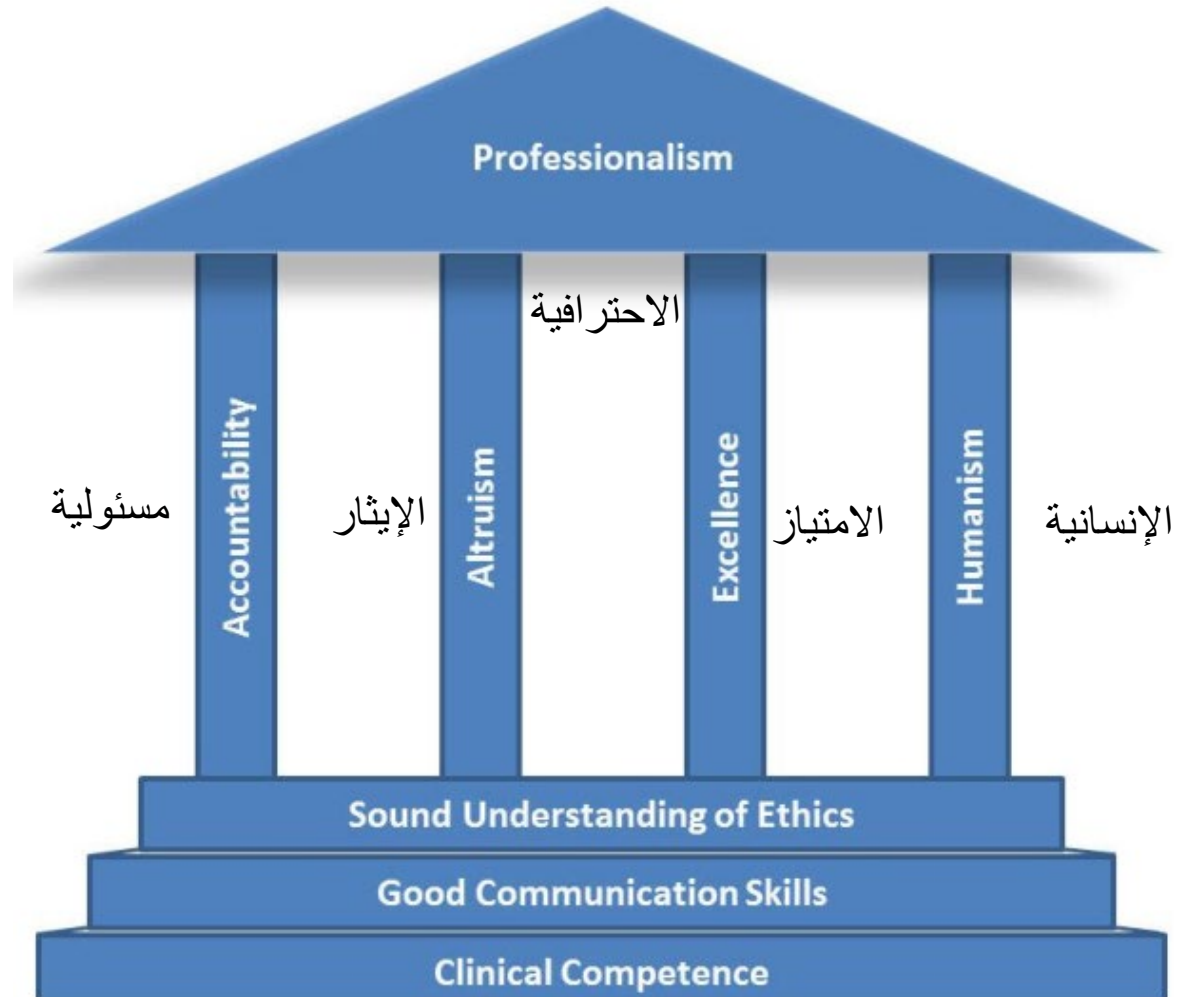 Professionalism
الاحترافية
Accountability
مسئولية
Altruism
الإيثار
Excellence
الامتياز
Humanism
الإنسانية
Sound Understanding of Ethics
Good Communication Skills
Clinical Competence